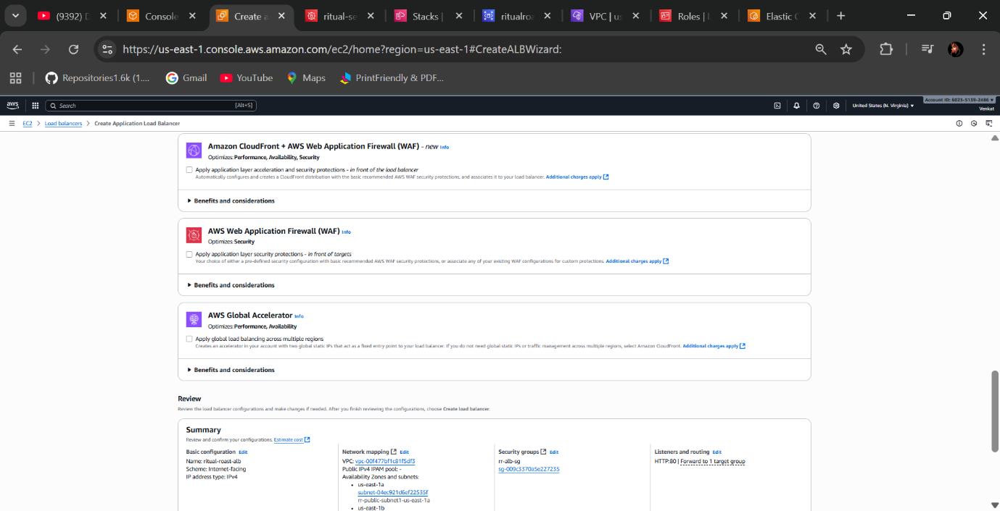 (9392) D
Console
Create a
ritual-se
Stacks |
ritualroa
VPC | us
Roles | I
Elastic C
https://us-east-1.console.aws.amazon.com/ec2/home?region=us-east-1#CreateALBWizard:
Repositories1.6k (1....
Gmail
YouTube
Maps
PrintFriendly & PDF...
aws
Search
[Alt+S]
United States (N. Virginia)
Account ID: 6023-5139-2486
Venkat
EC2
Load balancers
Create Application Load Balancer
Amazon CloudFront + AWS Web Application Firewall (WAF) - new Info
Optimizes: Performance, Availability, Security
Apply application layer acceleration and security protections - in front of the load balancer
Automatically configures and creates a CloudFront distribution with the basic recommended AWS WAF security protections, and associates it to your load balancer. Additional charges apply
Benefits and considerations
AWS Web Application Firewall (WAF) Info
Optimizes: Security
Apply application layer security protections - in front of targets
Your choice of either a pre-defined security configuration with basic recommended AWS WAF security protections, or associate any of your existing WAF configurations for custom protections. Additional charges apply
Benefits and considerations
AWS Global Accelerator Info
Optimizes: Performance, Availability
Apply global load balancing across multiple regions
Creates an accelerator in your account with two global static IPs that act as a fixed entry point to your load balancer. If you do not need global static IPs or traffic management across multiple regions, select Amazon CloudFront. Additional charges apply
Benefits and considerations
Review
Review the load balancer configurations and make changes if needed. After you finish reviewing the configurations, choose Create load balancer.
Summary
Review and confirm your configurations. Estimate cost
Basic configuration Edit
Name: ritual-roast-alb
Scheme: Internet-facing
IP address type: IPv4
Network mapping Edit
VPC: vpc-00f477bf1c81f5df3
Public IPv4 IPAM pool: -
Availability Zones and subnets:
us-east-1a
subnet-04ec921d6ef22535f
rr-public-subnet1-us-east-1a
us-east-1b
Security groups Edit
rr-alb-sg
sg-009c3370a5e227235
Listeners and routing Edit
HTTP:80 | Forward to 1 target group